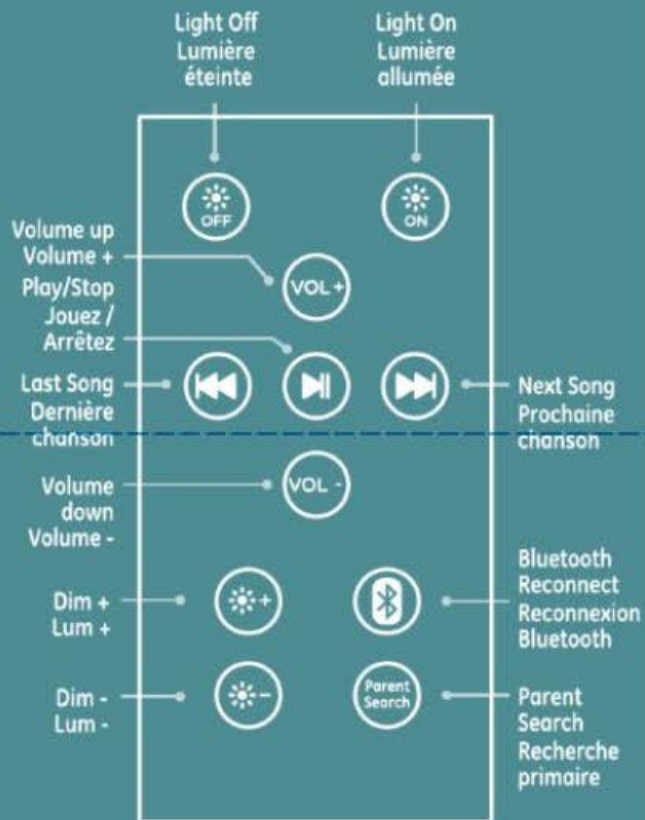 Light Off
Lumière
éteinte
Light On
Lumière
allumée
OFF
ON
Volume up
Volume +
VOL +
Play/Stop
Jouez /
Arrêtez
Last Song
Dernière
chanson
Next Song
Prochaine
chanson
VOL -
Volume
down
Volume -
Dim +
Lum +
+
Bluetooth
Reconnect
Reconnexion
Bluetooth
Dim -
Lum -
-
Parent
Search
Parent
Search
Recherche
primaire